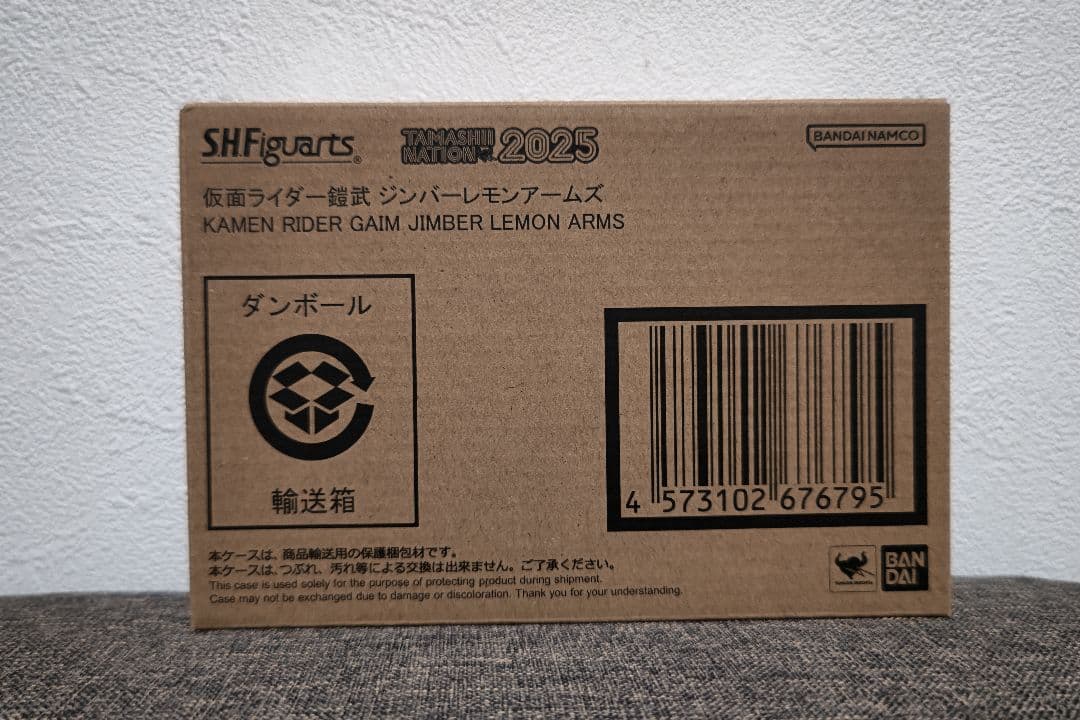 S.H.Figuarts®
TAMASHII NATION 2025
BANDAI NAMCO
仮面ライダー鎧武 ジンバーレモンアームズ
KAMEN RIDER GAIM JIMBER LEMON ARMS
ダンボール
輸送箱
4 573102 676795
本ケースは、商品輸送用の保護梱包材です。
本ケースは、つぶれ、汚れ等による交換は出来ません。ご了承ください。
This case is used solely for the purpose of protecting product during shipment.
Case may not be exchanged due to damage or discoloration. Thank you for your understanding.
TAMASHII NATIONS
BAN
DAI